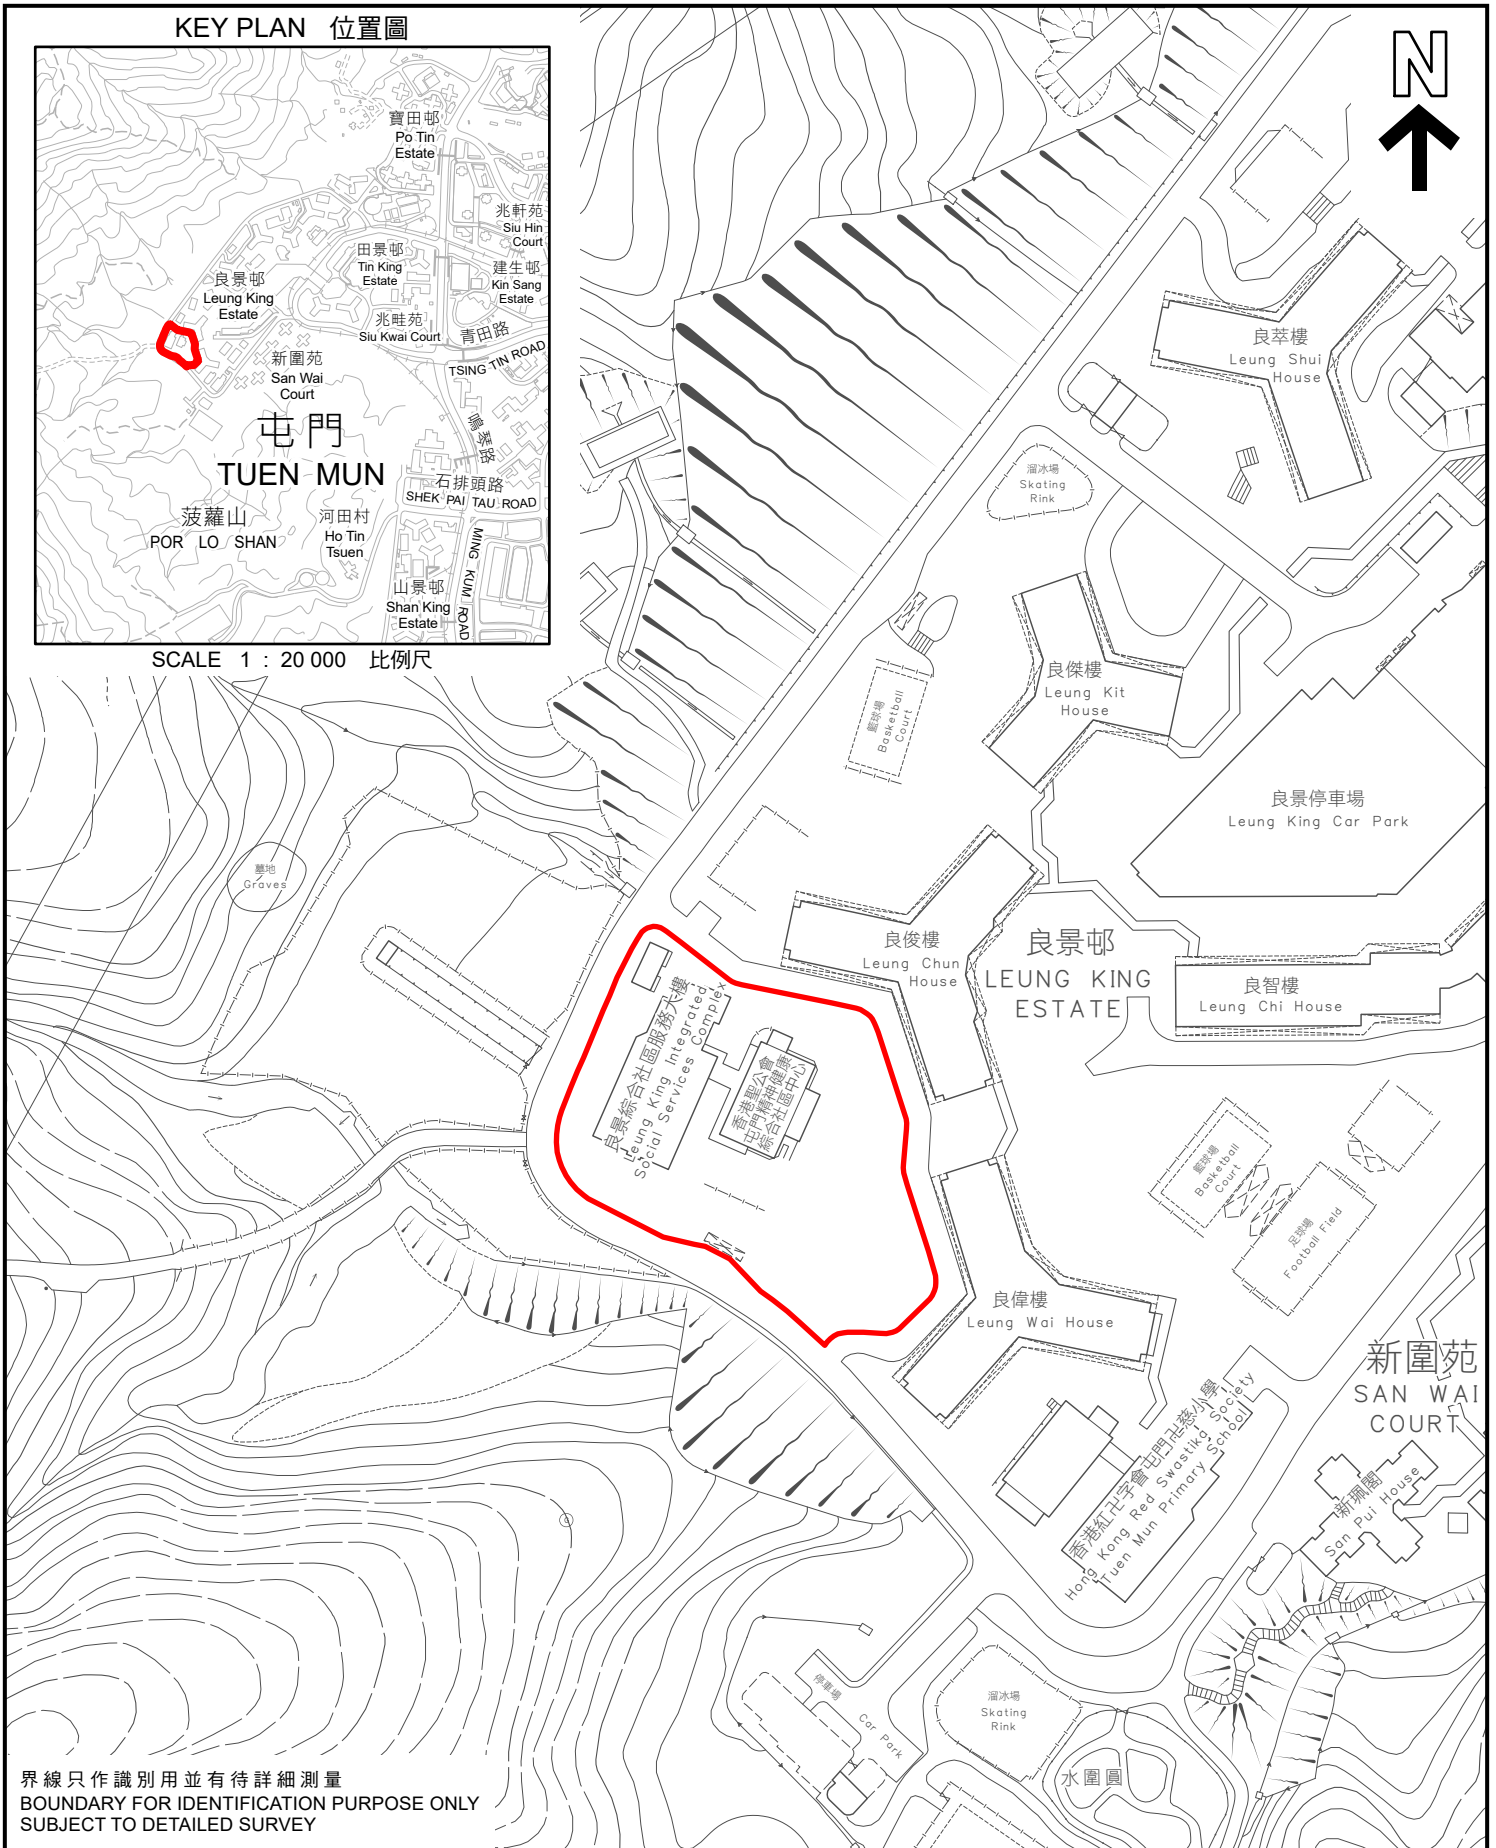 KEY PLAN 位置圖
寶田邨
Po Tin
Estate
兆軒苑
Siu Hin
Court
田景邨
Tin King
Estate
建生邨
Kin Sang
Estate
良景邨
Leung King
Estate
兆畦苑
Siu Kwai Court
青田路
TSING TIN ROAD
新圍苑
San Wai
Court
屯門
TUEN MUN
鳴琴路
石排頭路
SHEK PAI TAU ROAD
菠蘿山
POR LO SHAN
河田村
Ho Tin
Tsuen
MING KUM ROAD
山景邨
Shan King
Estate
SCALE 1 : 20 000 比例尺
N
良萃樓
Leung Shui
House
溜冰場
Skating
Rink
良傑樓
Leung Kit
House
籃球場
Basketball
Court
良景停車場
Leung King Car Park
墓地
Graves
良俊樓
Leung Chun
House
良景邨
LEUNG KING
ESTATE
良智樓
Leung Chi House
良景綜合社區服務大樓
Leung King Integrated
Social Services Complex
香港聖公會
屯門精神健康
綜合社區中心
籃球場
Basketball
Court
足球場
Football Field
良偉樓
Leung Wai House
新圍苑
SAN WAI
COURT
香港紅卍字會屯門卍慈小學
Hong Kong Red Swastika Society
Tuen Mun Primary School
新珮閣
San Pui House
停車場
Car Park
溜冰場
Skating
Rink
水圍圓
界線只作識別用並有待詳細測量
BOUNDARY FOR IDENTIFICATION PURPOSE ONLY
SUBJECT TO DETAILED SURVEY